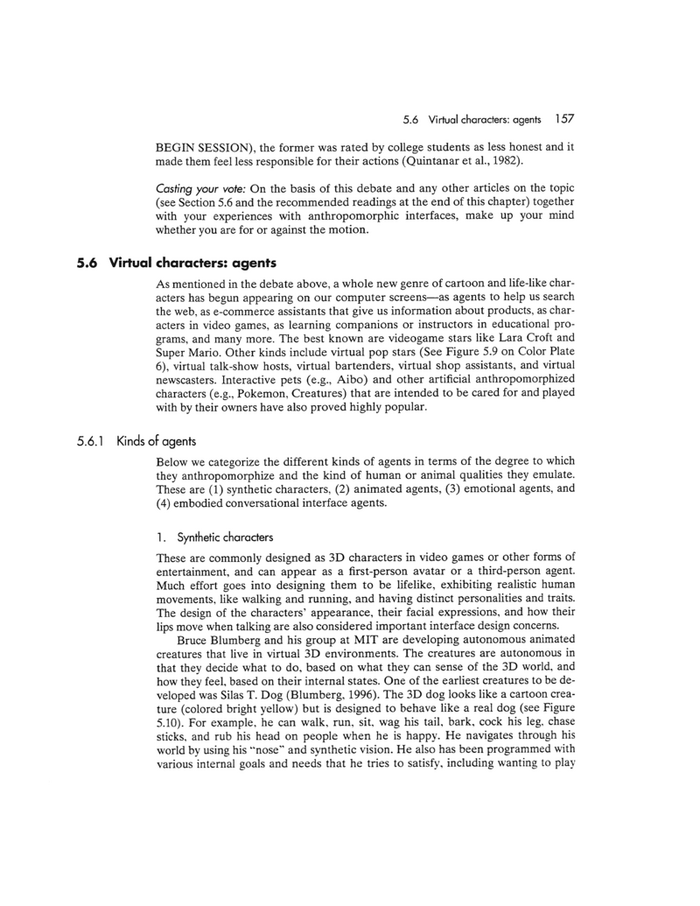 5.6 Virtual characters: agents 157
BEGIN SESSION), the former was rated by college students as less honest and it
made them feel less responsible for their actions (Quintanar et al., 1982).
Casting your vote: On the basis of this debate and any other articles on the topic
(see Section 5.6 and the recommended readings at the end of this chapter) together
with your experiences with anthropomorphic interfaces, make up your mind
whether you are for or against the motion.
5.6 Virtual characters: agents
As mentioned in the debate above, a whole new genre of cartoon and life-like char-
acters has begun appearing on our computer screens—as agents to help us search
the web, as e-commerce assistants that give us information about products, as char-
acters in video games, as learning companions or instructors in educational pro-
grams, and many more. The best known are videogame stars like Lara Croft and
Super Mario. Other kinds include virtual pop stars (See Figure 5.9 on Color Plate
6), virtual talk-show hosts, virtual bartenders, virtual shop assistants, and virtual
newscasters. Interactive pets (e.g., Aibo) and other artificial anthropomorphized
characters (e.g., Pokemon, Creatures) that are intended to be cared for and played
with by their owners have also proved highly popular.
5.6.1 Kinds of agents
Below we categorize the different kinds of agents in terms of the degree to which
they anthropomorphize and the kind of human or animal qualities they emulate.
These are (1) synthetic characters, (2) animated agents, (3) emotional agents, and
(4) embodied conversational interface agents.
1. Synthetic characters
These are commonly designed as 3D characters in video games or other forms of
entertainment, and can appear as a first-person avatar or a third-person agent.
Much effort goes into designing them to be lifelike, exhibiting realistic human
movements, like walking and running, and having distinct personalities and traits.
The design of the characters' appearance, their facial expressions, and how their
lips move when talking are also considered important interface design concerns.
Bruce Blumberg and his group at MIT are developing autonomous animated
creatures that live in virtual 3D environments. The creatures are autonomous in
that they decide what to do, based on what they can sense of the 3D world, and
how they feel, based on their internal states. One of the earliest creatures to be de-
veloped was Silas T. Dog (Blumberg, 1996). The 3D dog looks like a cartoon crea-
ture (colored bright yellow) but is designed to behave like a real dog (see Figure
5.10). For example, he can walk, run, sit, wag his tail, bark, cock his leg, chase
sticks, and rub his head on people when he is happy. He navigates through his
world by using his "nose" and synthetic vision. He also has been programmed with
various internal goals and needs that he tries to satisfy, including wanting to play